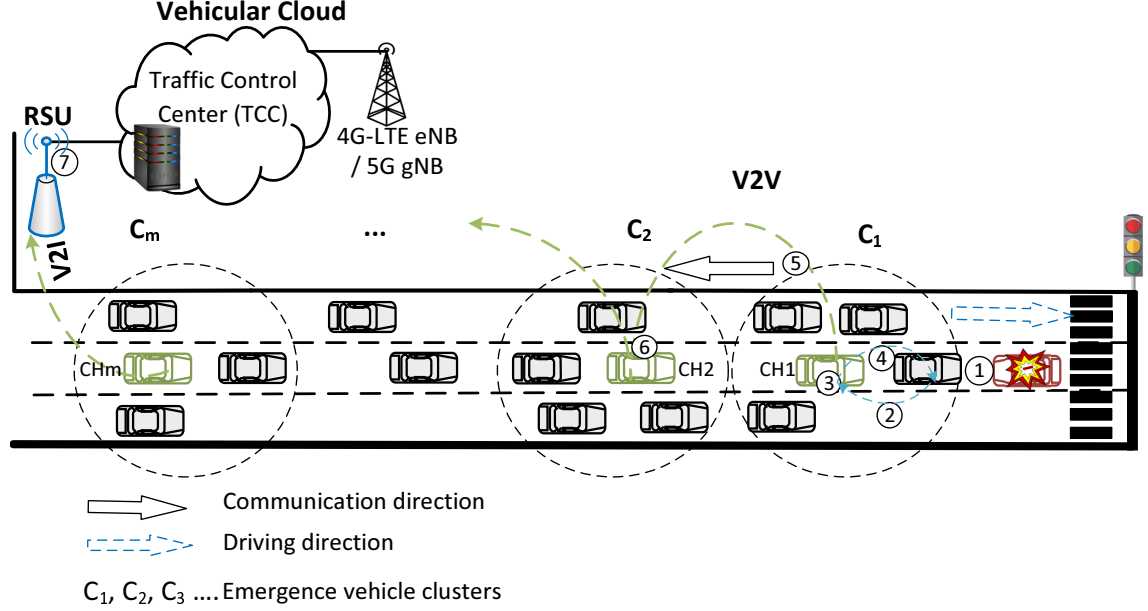 Vehicular Cloud
Traffic Control
Center (TCC)
RSU
7
4G-LTE eNB
/ 5G gNB
V2I
V2V
Cm
...
C2
C1
5
6
CHm
CH2
CH1
3
4
2
1
Communication direction
Driving direction
C1, C2, C3 .... Emergence vehicle clusters